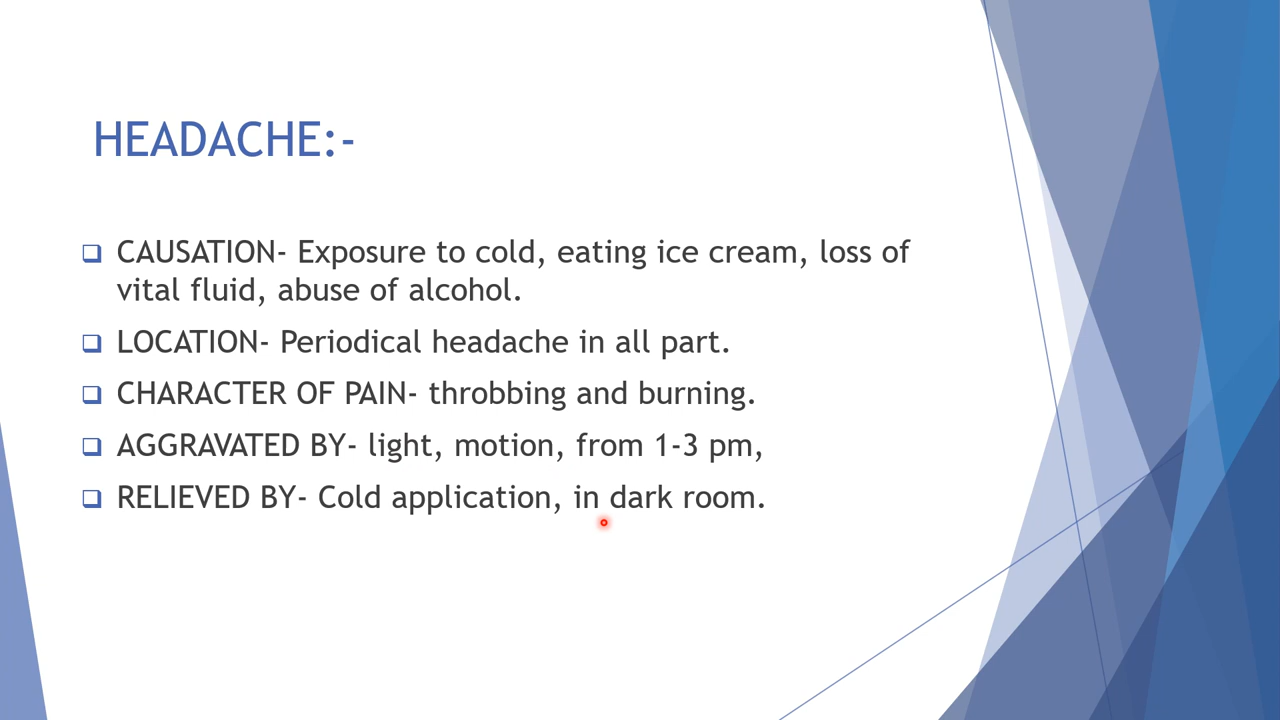 HEADACHE:-
CAUSATION- Exposure to cold, eating ice cream, loss of
vital fluid, abuse of alcohol.
LOCATION- Periodical headache in all part.
CHARACTER OF PAIN- throbbing and burning.
AGGRAVATED BY- light, motion, from 1-3 pm,
RELIEVED BY- Cold application, in dark room.